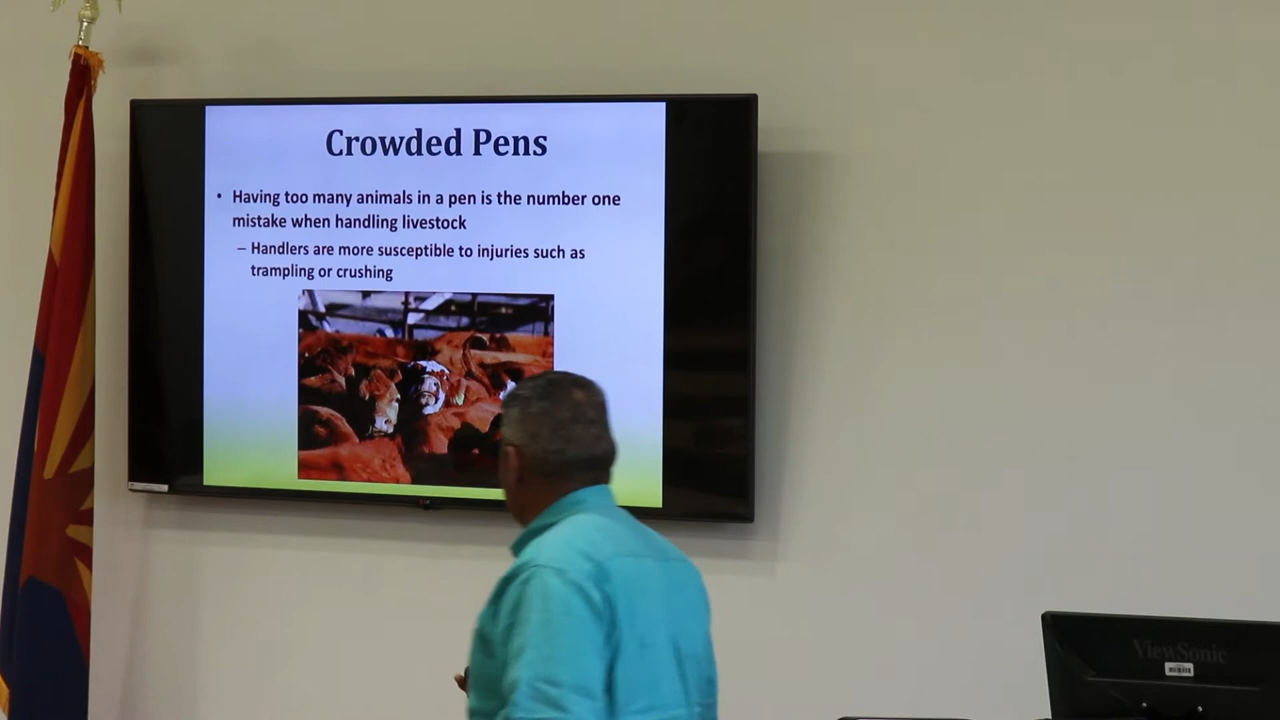 Crowded Pens
• Having too many animals in a pen is the number one
mistake when handling livestock
– Handlers are more susceptible to injuries such as
trampling or crushing
ViewSonic